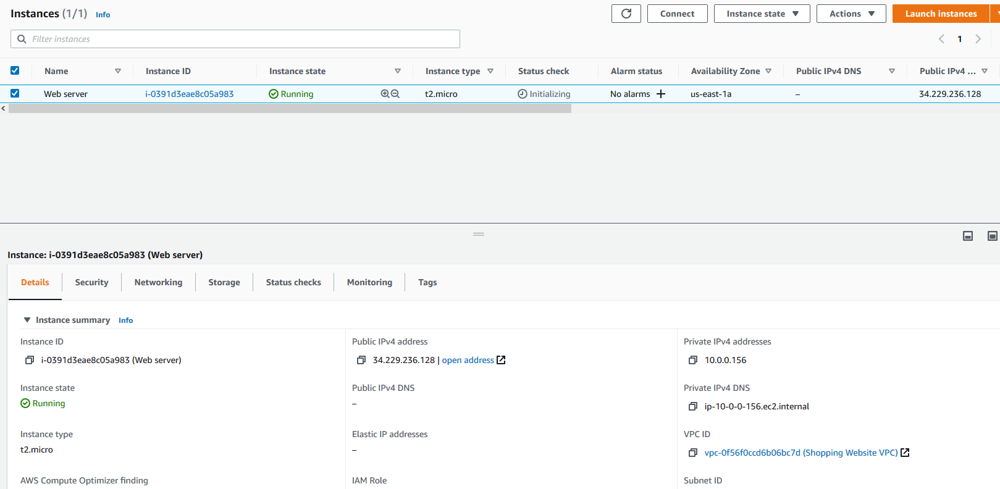 Instances (1/1) Info Connect Instance state Actions Launch instances
Filter instances 1
Name Instance ID Instance state Instance type Status check Alarm status Availability Zone Public IPv4 DNS Public IPv4 ...
Web server i-0391d3eae8c05a983 Running t2.micro Initializing No alarms + us-east-1a – 34.229.236.128
Instance: i-0391d3eae8c05a983 (Web server)
Details Security Networking Storage Status checks Monitoring Tags
Instance summary Info
Instance ID Public IPv4 address Private IPv4 addresses
i-0391d3eae8c05a983 (Web server) 34.229.236.128 | open address 10.0.0.156
Instance state Public IPv4 DNS Private IPv4 DNS
Running – ip-10-0-0-156.ec2.internal
Instance type Elastic IP addresses VPC ID
t2.micro – vpc-0f56f0ccd6b06bc7d (Shopping Website VPC)
AWS Compute Optimizer finding IAM Role Subnet ID